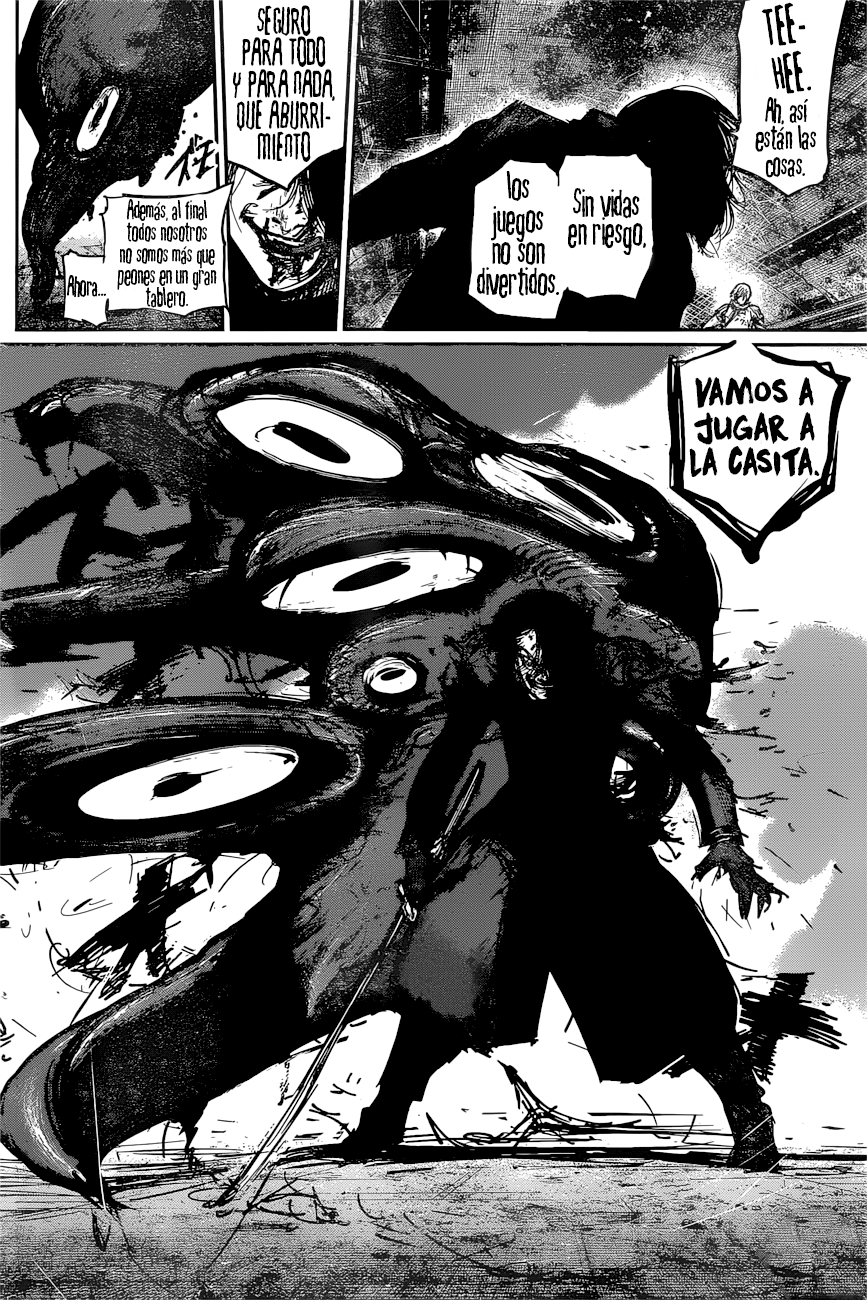 TEE-
HEE.
Ah, así
están las
cosas.
Sin vidas
en riesgo,
los
juegos
no son
divertidos.
SEGURO
PARA TODO
Y PARA NADA,
QUE ABURRI-
MIENTO
Además, al final
todos nosotros
no somos más que
peones en un gran
tablero.
Ahora...
VAMOS A
JUGAR A
LA CASITA.